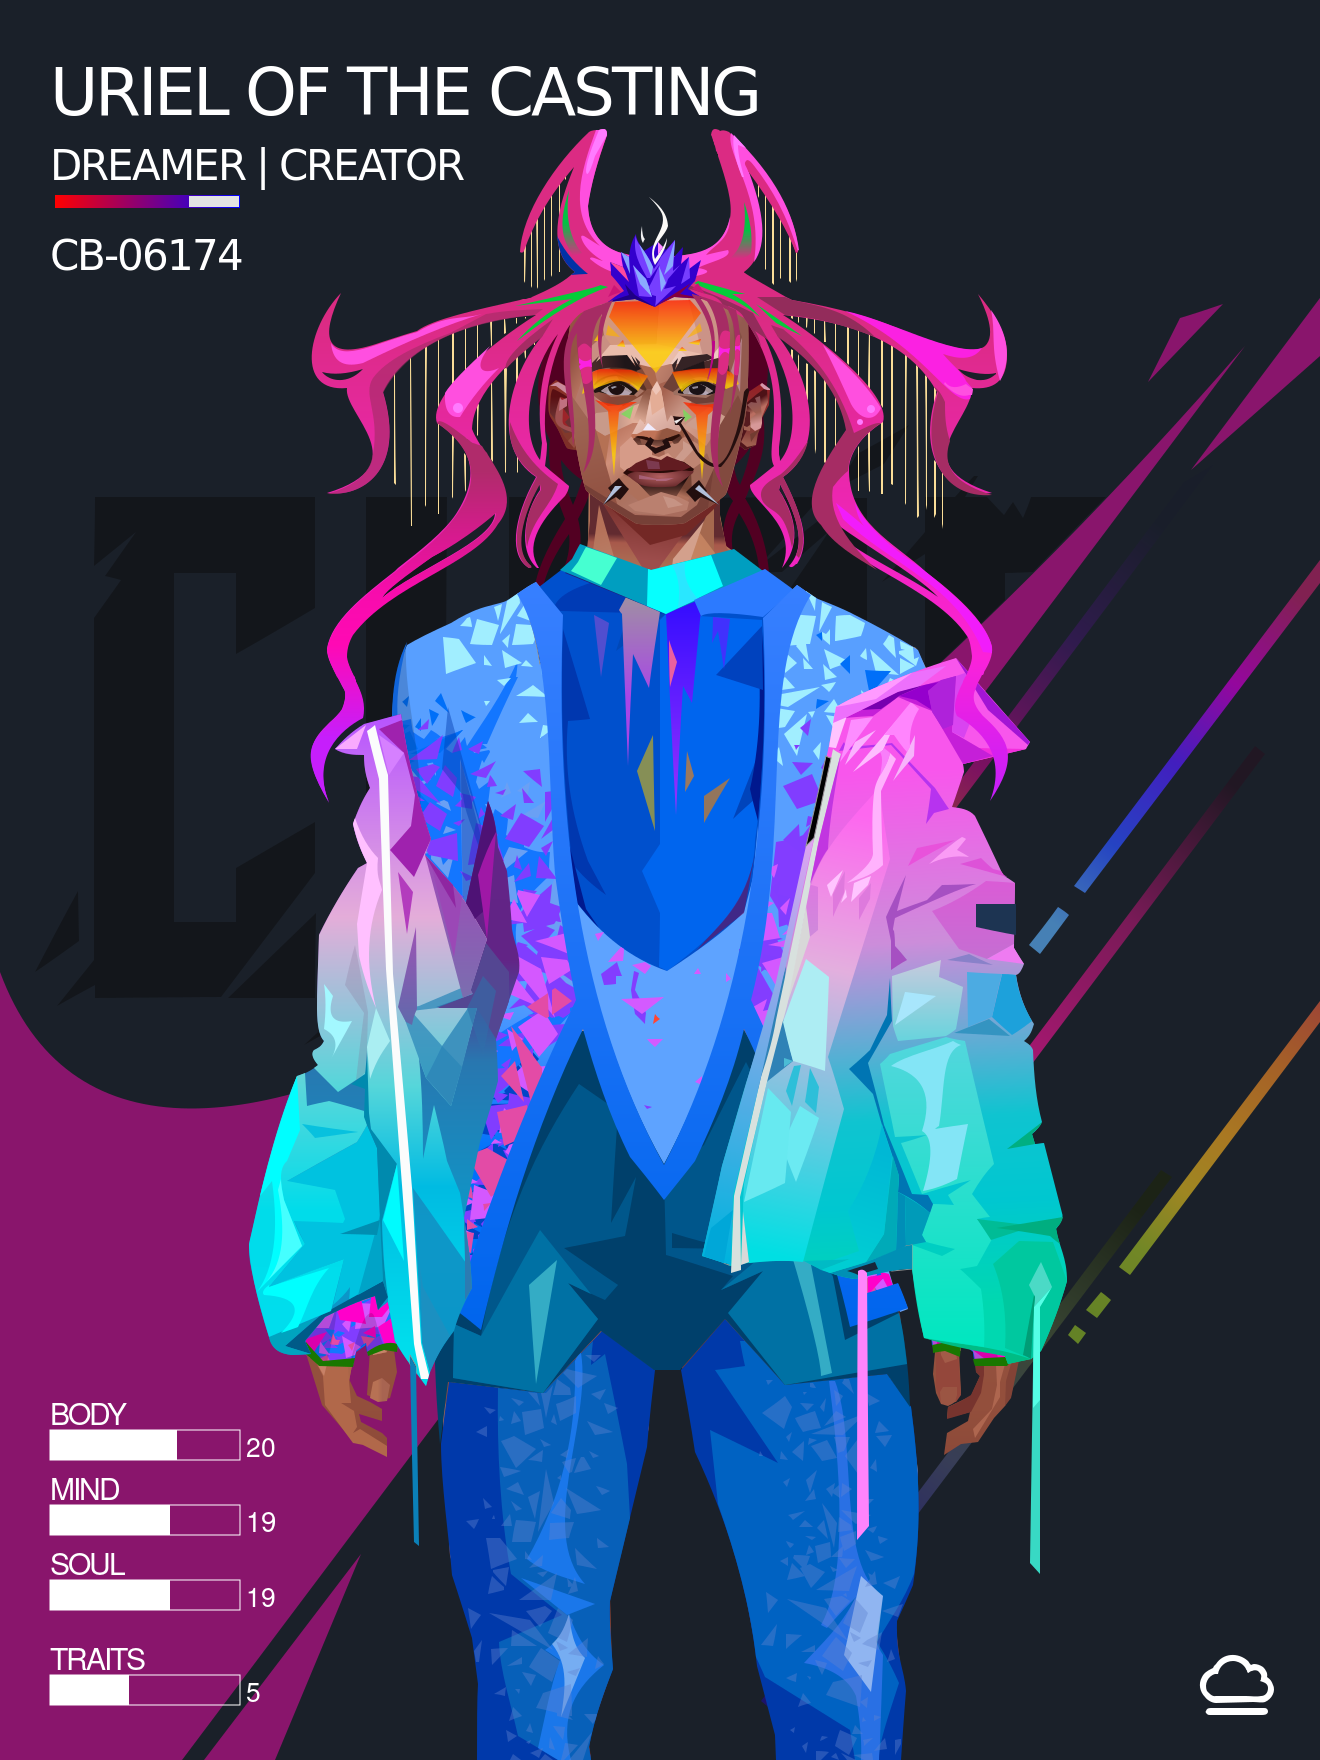 URIEL OF THE CASTING
DREAMER | CREATOR
CB-06174
BODY
20
MIND
19
SOUL
19
TRAITS
5